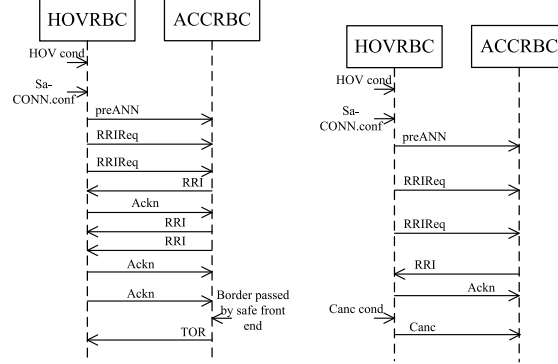 HOVRBC
ACCRBC
HOV cond
Sa-
CONN.conf
preANN
RRIReq
RRIReq
RRI
Ackn
RRI
RRI
Ackn
Ackn
Border passed
by safe front
end
TOR
HOVRBC
ACCRBC
HOV cond
Sa-
CONN.conf
preANN
RRIReq
RRIReq
RRI
Ackn
Canc cond
Canc